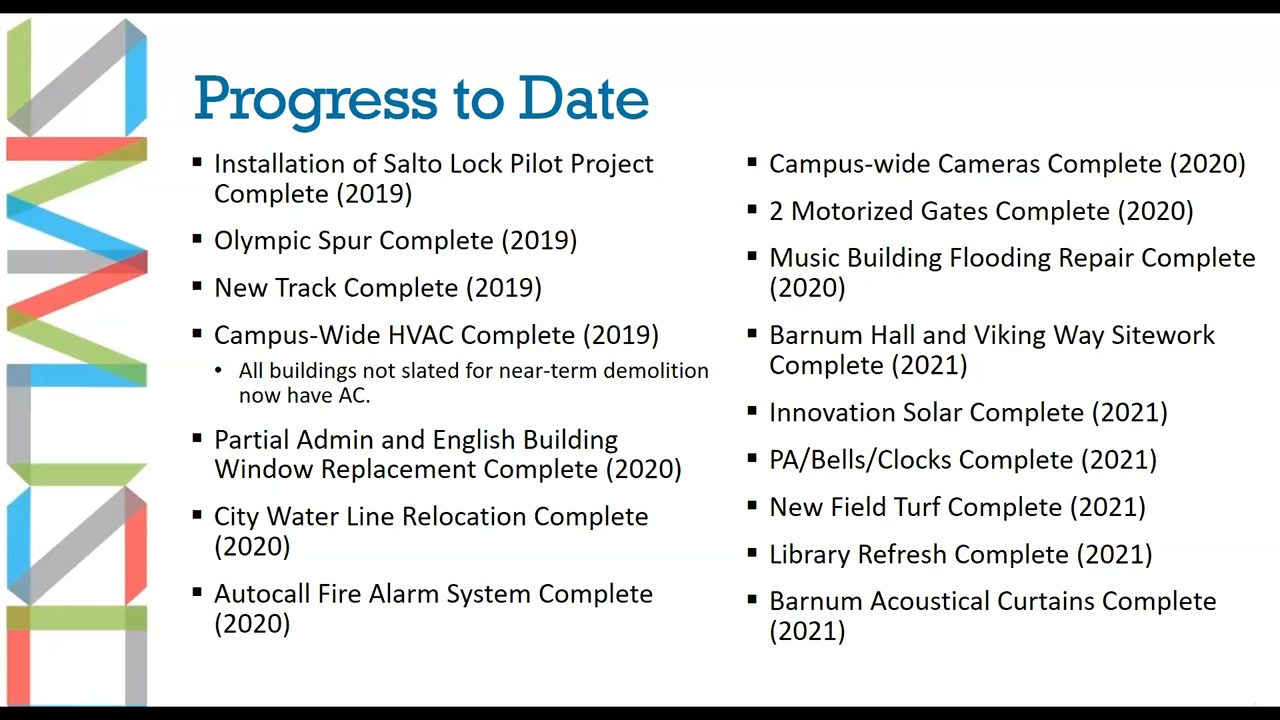 Progress to Date
▪ Installation of Salto Lock Pilot Project
Complete (2019)
▪ Olympic Spur Complete (2019)
▪ New Track Complete (2019)
▪ Campus-Wide HVAC Complete (2019)
• All buildings not slated for near-term demolition
now have AC.
▪ Partial Admin and English Building
Window Replacement Complete (2020)
▪ City Water Line Relocation Complete
(2020)
▪ Autocall Fire Alarm System Complete
(2020)
▪ Campus-wide Cameras Complete (2020)
▪ 2 Motorized Gates Complete (2020)
▪ Music Building Flooding Repair Complete
(2020)
▪ Barnum Hall and Viking Way Sitework
Complete (2021)
▪ Innovation Solar Complete (2021)
▪ PA/Bells/Clocks Complete (2021)
▪ New Field Turf Complete (2021)
▪ Library Refresh Complete (2021)
▪ Barnum Acoustical Curtains Complete
(2021)